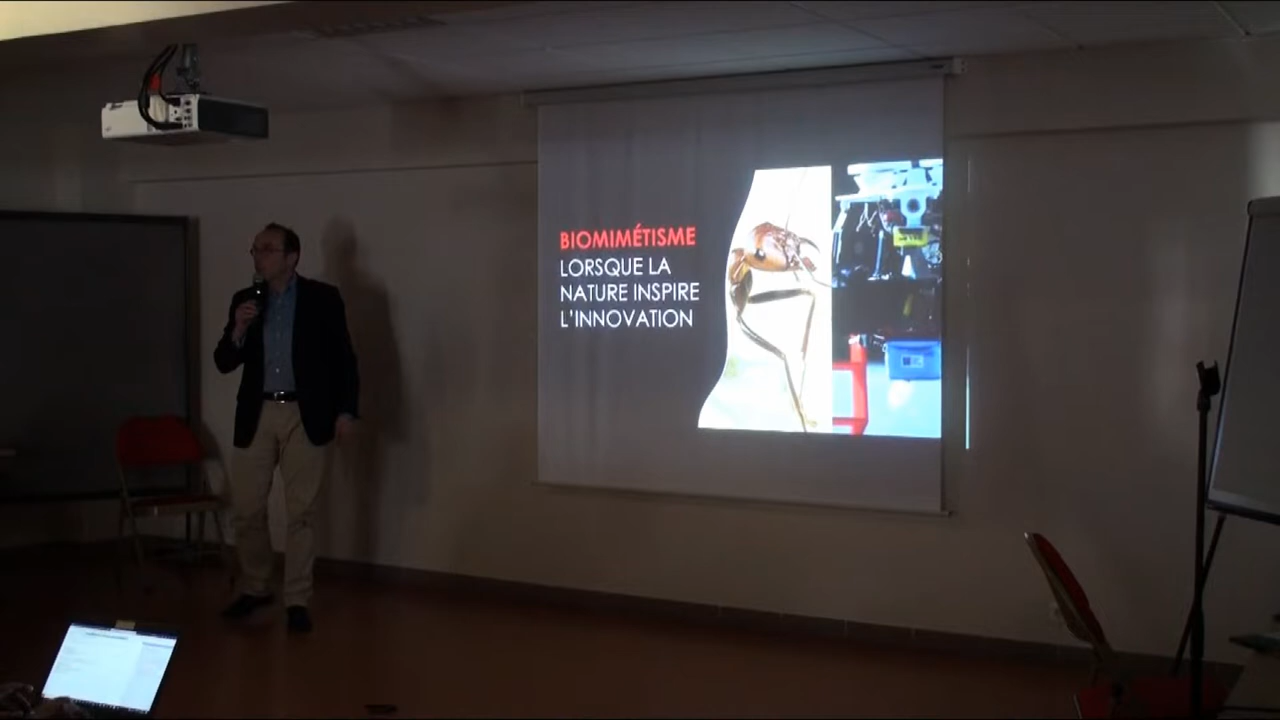 BIOMIMÉTISME
LORSQUE LA
NATURE INSPIRE
L'INNOVATION